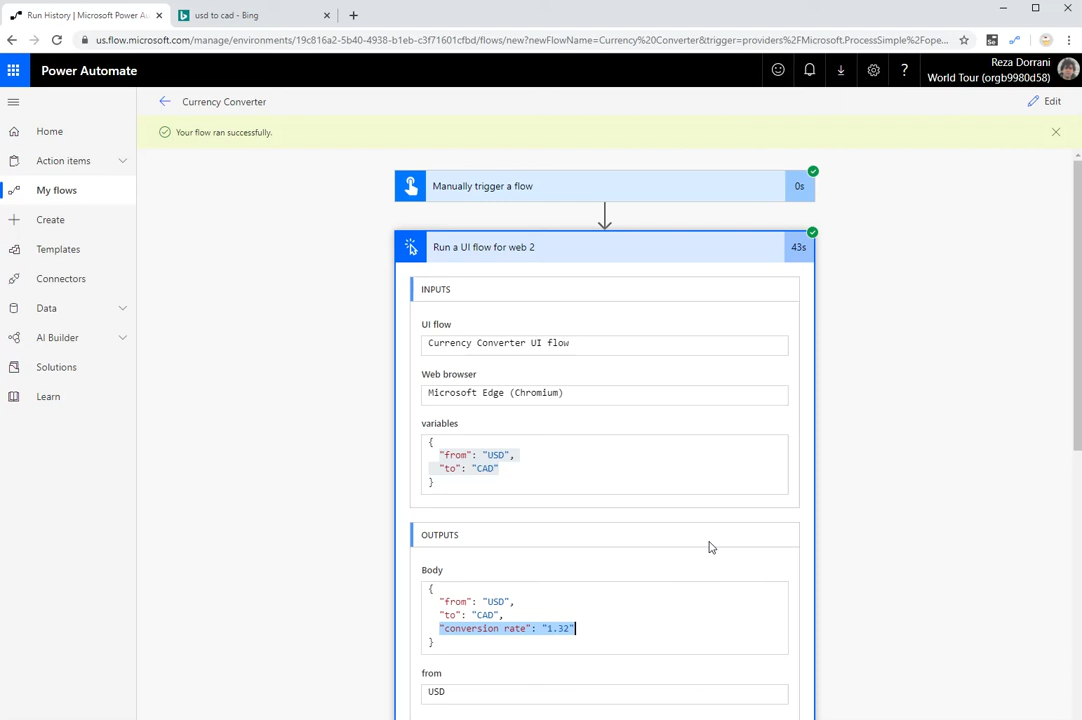 Run History | Microsoft Power Au
usd to cad - Bing
us.flow.microsoft.com/manage/environments/19c816a2-5b40-4938-b1eb-c3f71601cfbd/flows/new?newFlowName=Currency%20Converter&trigger=providers%2FMicrosoft.ProcessSimple%2Fope...
Power Automate
Reza Dorrani
World Tour (orgb9980d58)
Currency Converter
Edit
Your flow ran successfully.
Home
Action items
My flows
Create
Templates
Connectors
Data
AI Builder
Solutions
Learn
Manually trigger a flow
0s
Run a UI flow for web 2
43s
INPUTS
UI flow
Currency Converter UI flow
Web browser
Microsoft Edge (Chromium)
variables
{
"from": "USD",
"to": "CAD"
}
OUTPUTS
Body
{
"from": "USD",
"to": "CAD",
"conversion rate": "1.32"
}
from
USD